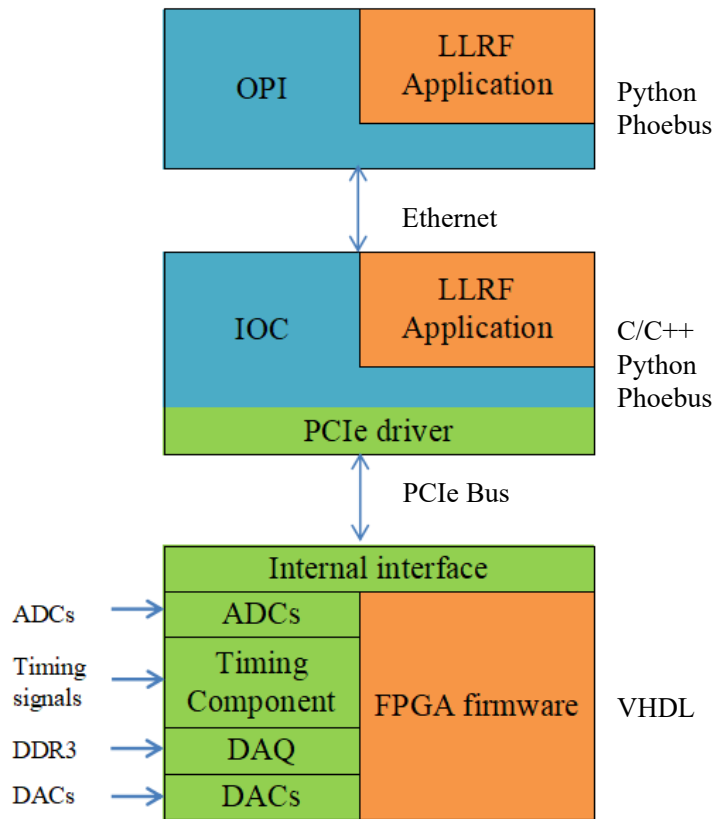 OPI
LLRF
Application
Python
Phoebus
Ethernet
IOC
LLRF
Application
C/C++
Python
Phoebus
PCIe driver
PCIe Bus
Internal interface
ADCs
ADCs
Timing
signals
Timing
Component
FPGA firmware
VHDL
DDR3
DAQ
DACs
DACs